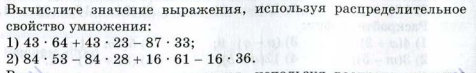 Вычислите значение выражения, используя распределительное
свойство умножения:
1) 43 · 64 + 43 · 23 – 87 · 33;
2) 84 · 53 – 84 · 28 + 16 · 61 – 16 · 36.